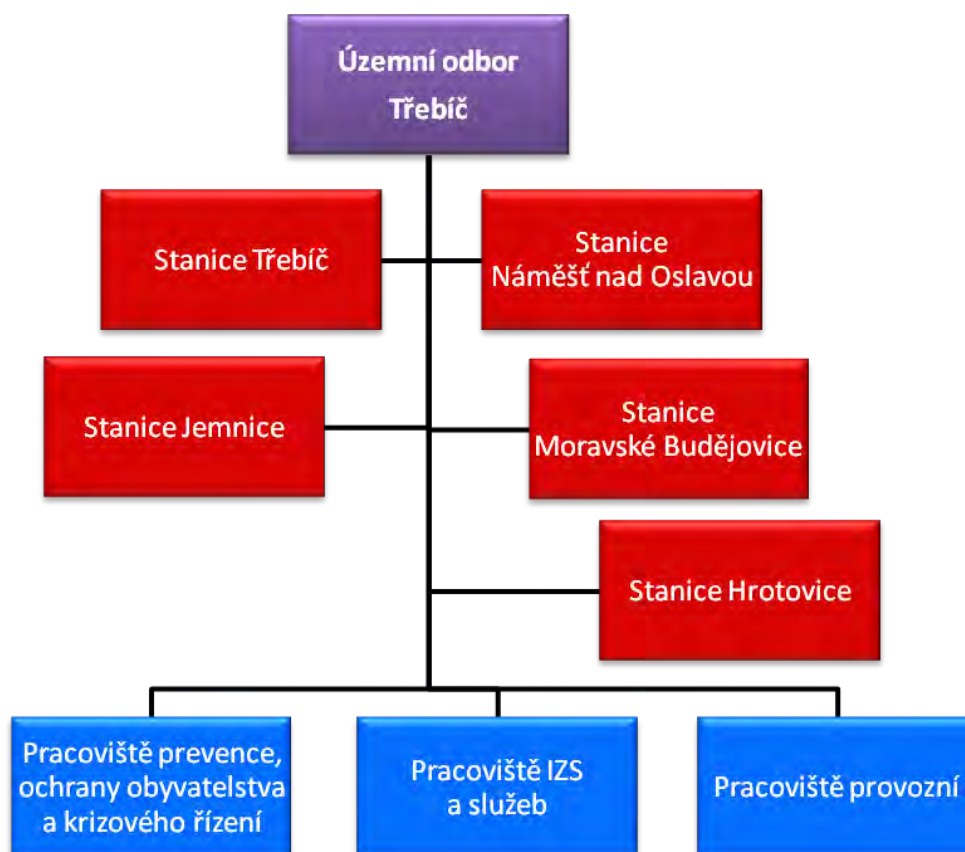 Územní odbor
Třebíč
Stanice Třebíč
Stanice
Náměšť nad Oslavou
Stanice Jemnice
Stanice
Moravské Budějovice
Stanice Hrotovice
Pracoviště prevence,
ochrany obyvatelstva
a krizového řízení
Pracoviště IZS
a služeb
Pracoviště provozní